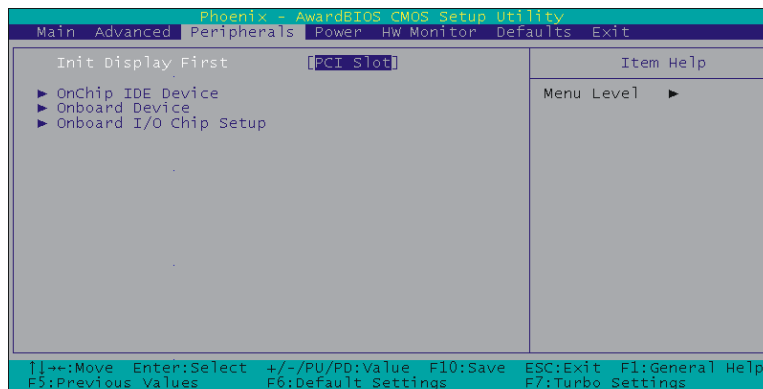 Phoenix - AwardBIOS CMOS Setup Utility
Main Advanced Peripherals Power HW Monitor Defaults Exit
Init Display First [PCI Slot]
Item Help
► OnChip IDE Device
► Onboard Device
► Onboard I/O Chip Setup
Menu Level ►
↑↓→←:Move Enter:Select +/-/PU/PD:Value F10:Save ESC:Exit F1:General Help
F5:Previous Values F6:Default Settings F7:Turbo Settings